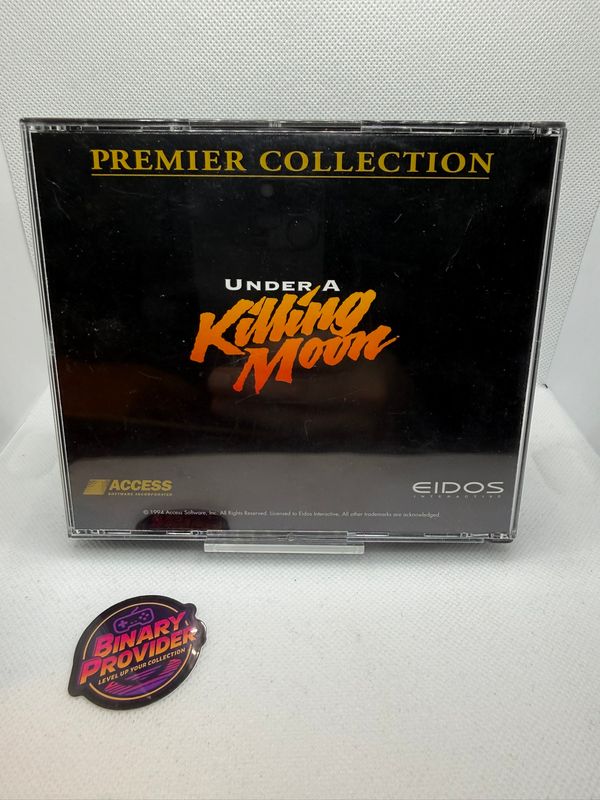 PREMIER COLLECTION
UNDER A
Killing
Moon
ACCESS
SOFTWARE INCORPORATED
EIDOS
INTERACTIVE
© 1994 Access Software, Inc. All Rights Reserved. Licensed to Eidos Interactive. All other trademarks are acknowledged.
BINARY
PROVIDER
LEVEL UP YOUR COLLECTION